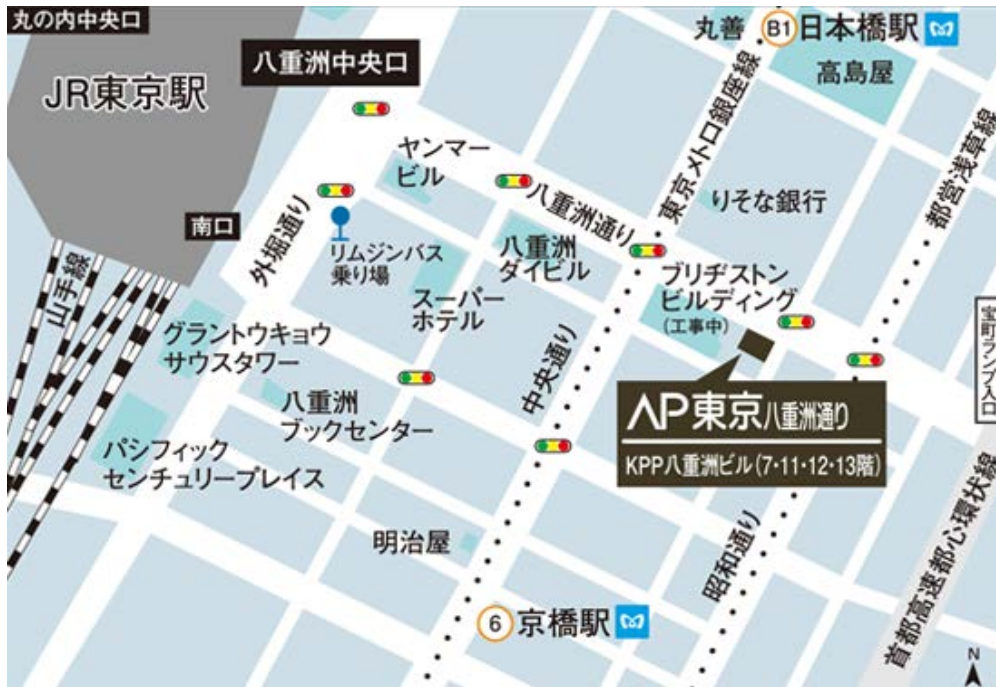 丸の内中央口
JR東京駅
八重洲中央口
丸善
B1
日本橋駅
高島屋
ヤンマー
ビル
東京メトロ銀座線
都営浅草線
りそな銀行
八重洲通り
南口
外堀通り
リムジンバス
乗り場
八重洲
ダイビル
ブリヂストン
ビルディング
(工事中)
山手線
スーパー
ホテル
宝町ランプ入口
グラントウキョウ
サウスタワー
中央通り
八重洲
ブックセンター
AP東京八重洲通り
KPP八重洲ビル(7・11・12・13階)
パシフィック
センチュリープレイス
明治屋
昭和通り
首都高速都心環状線
6
京橋駅
N